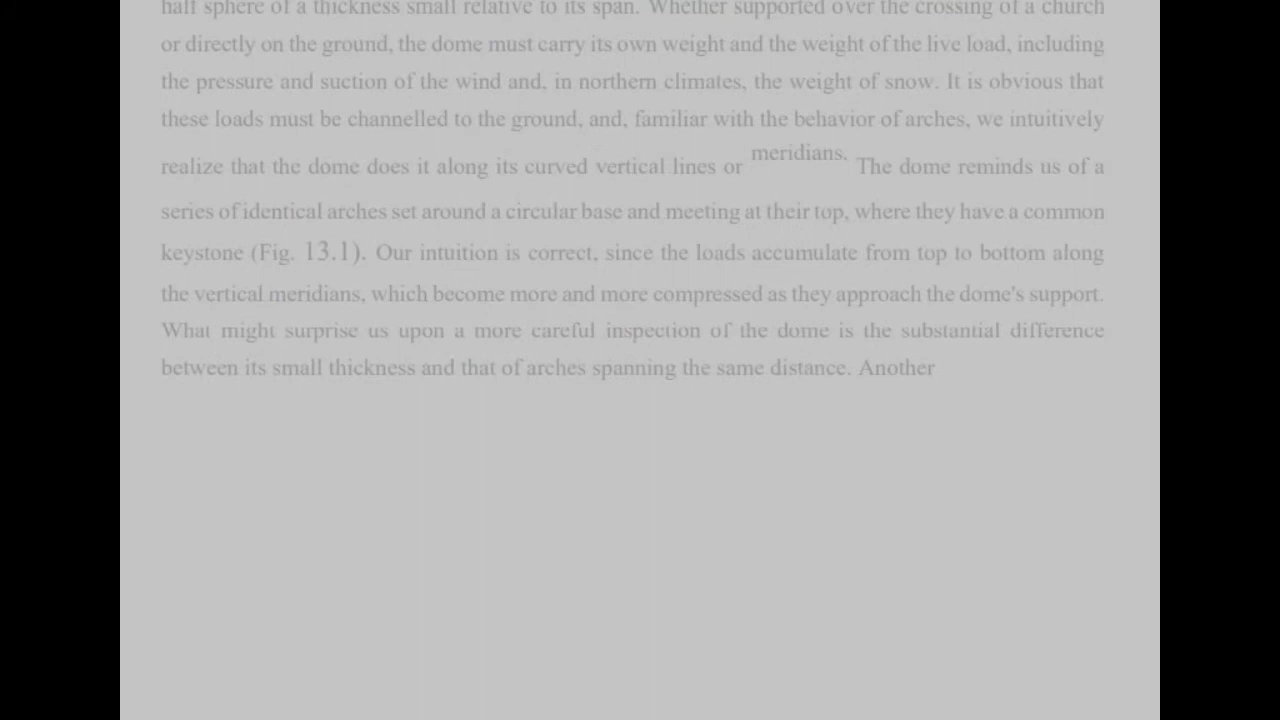 half sphere of a thickness small relative to its span. Whether supported over the crossing of a church
or directly on the ground, the dome must carry its own weight and the weight of the live load, including
the pressure and suction of the wind and, in northern climates, the weight of snow. It is obvious that
these loads must be channelled to the ground, and, familiar with the behavior of arches, we intuitively
realize that the dome does it along its curved vertical lines or meridians. The dome reminds us of a
series of identical arches set around a circular base and meeting at their top, where they have a common
keystone (Fig. 13.1). Our intuition is correct, since the loads accumulate from top to bottom along
the vertical meridians, which become more and more compressed as they approach the dome's support.
What might surprise us upon a more careful inspection of the dome is the substantial difference
between its small thickness and that of arches spanning the same distance. Another